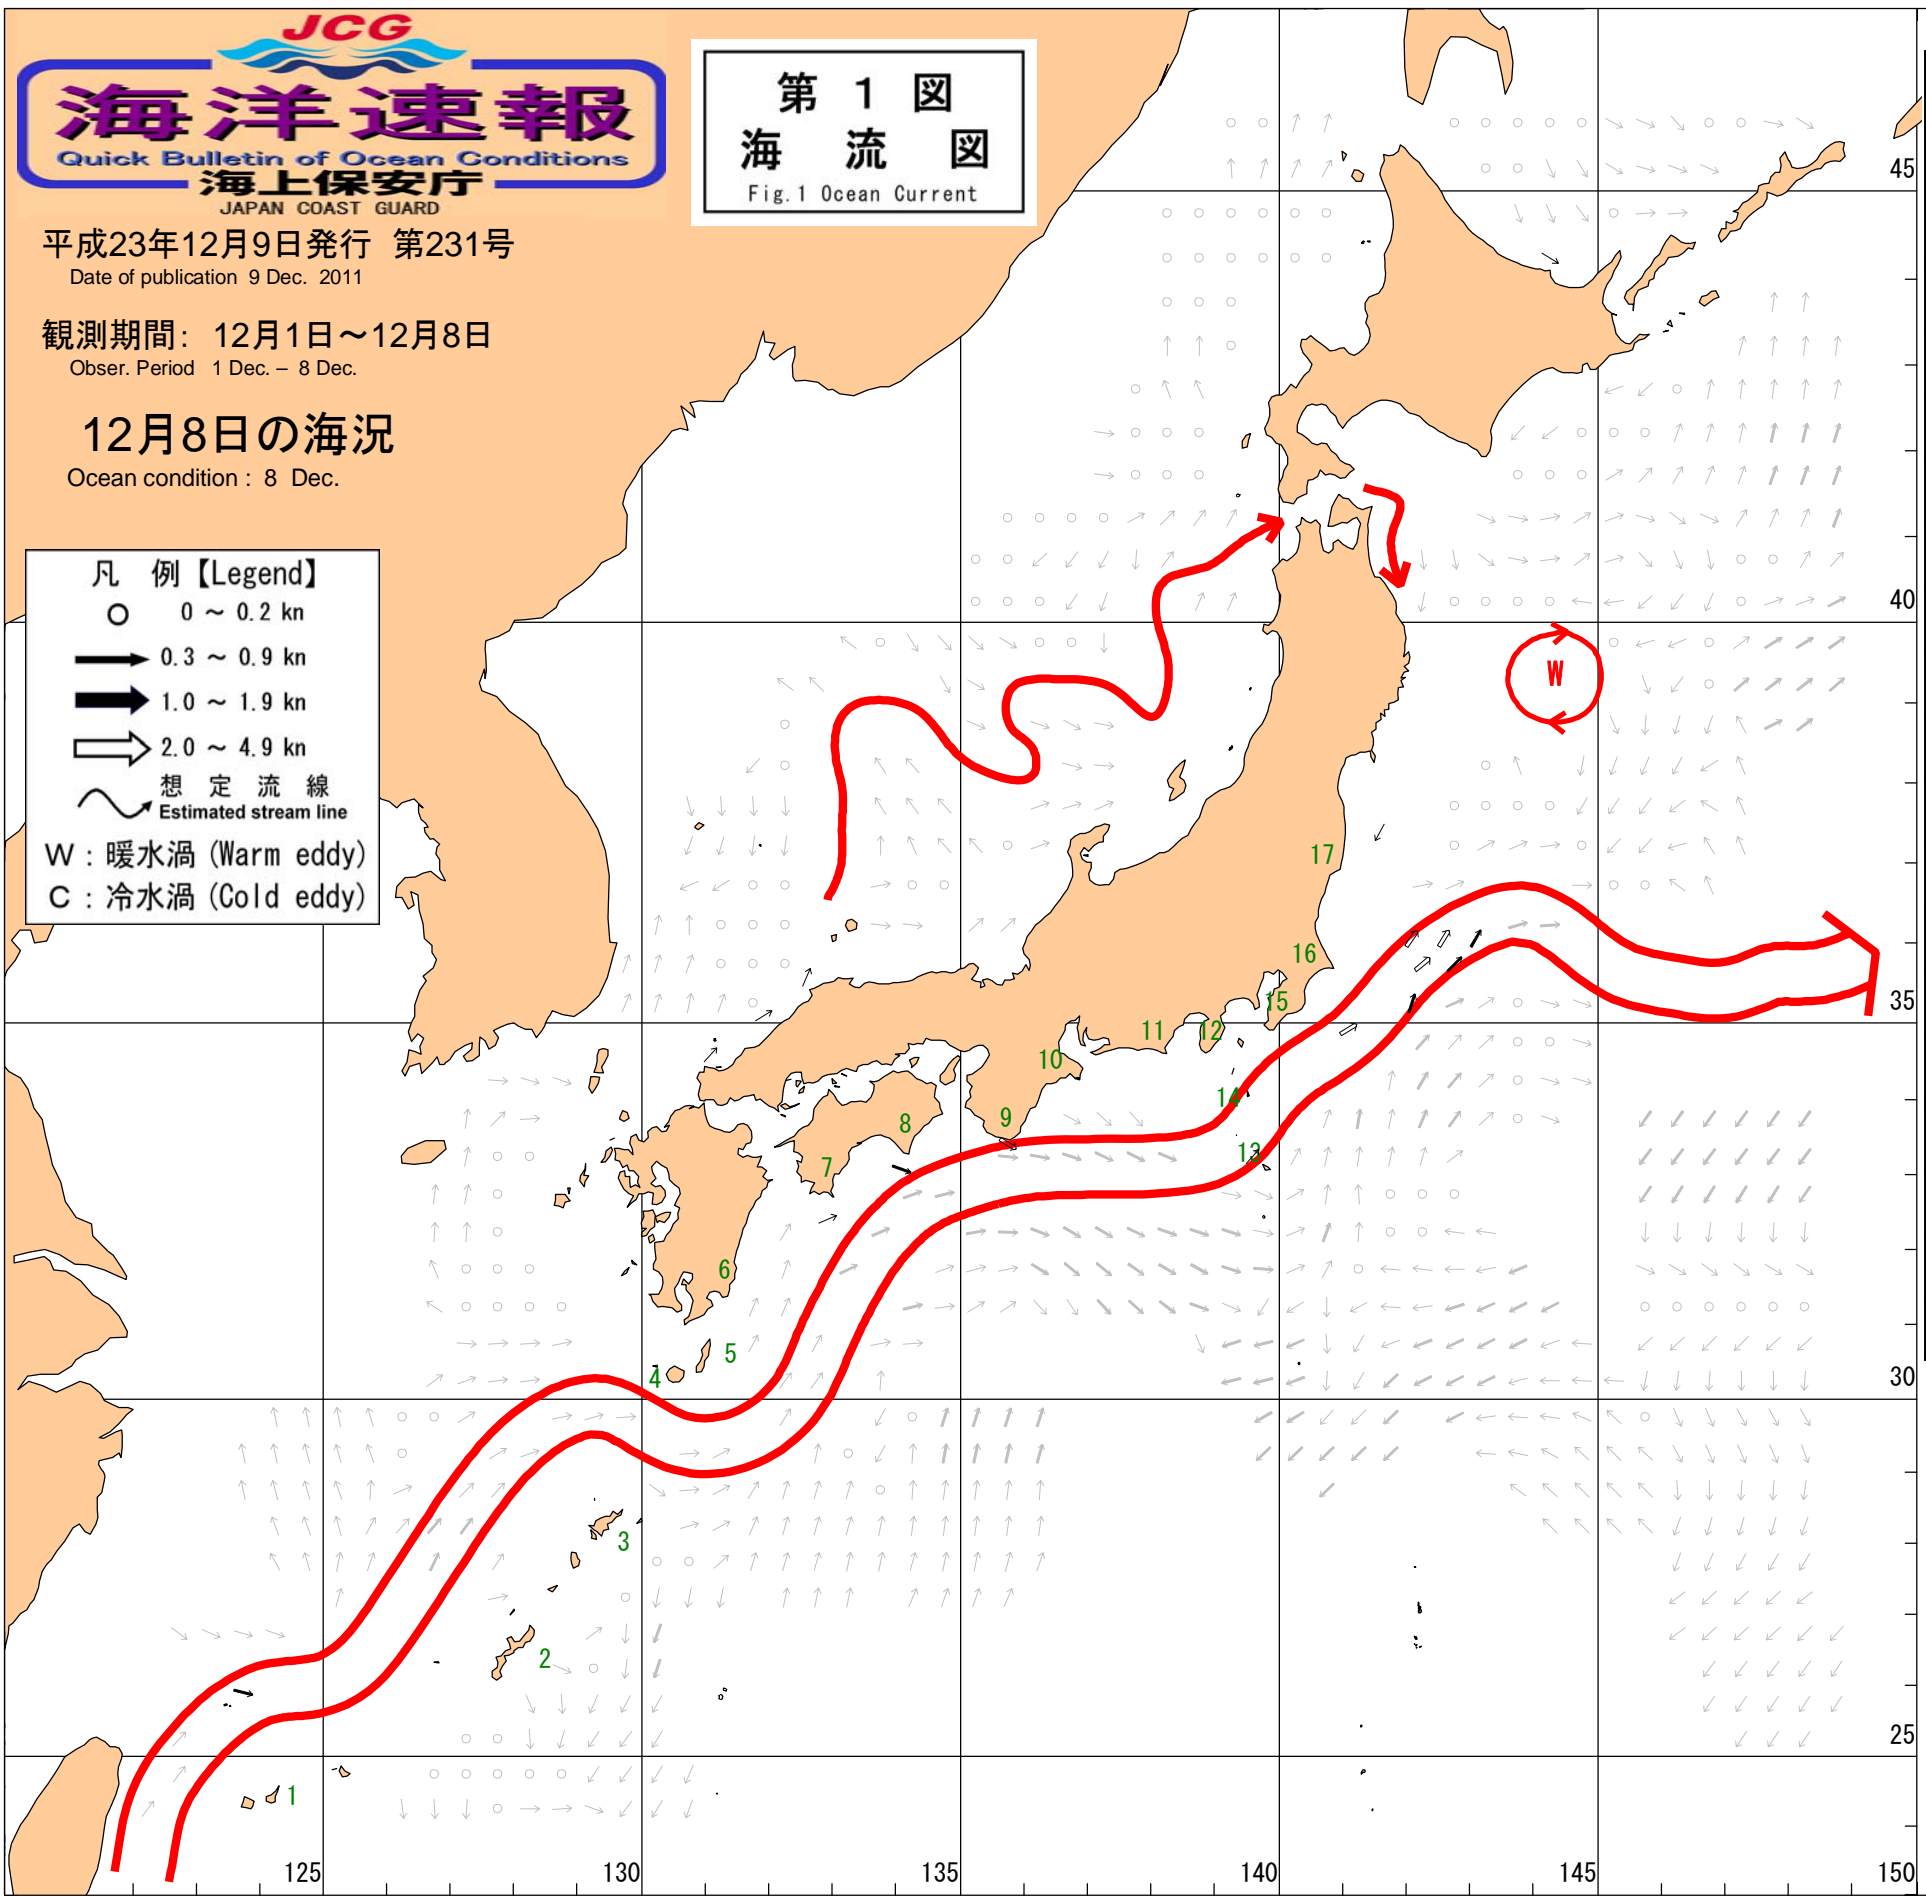 JCG
海洋速報
Quick Bulletin of Ocean Conditions
海上保安庁
JAPAN COAST GUARD
第 1 図
海 流 図
Fig.1 Ocean Current
平成23年12月9日発行 第231号
Date of publication 9 Dec. 2011
観測期間: 12月1日～12月8日
Obser. Period 1 Dec. – 8 Dec.
12月8日の海況
Ocean condition : 8 Dec.
凡 例【Legend】
0 ～ 0.2 kn
0.3 ～ 0.9 kn
1.0 ～ 1.9 kn
2.0 ～ 4.9 kn
想 定 流 線
Estimated stream line
W : 暖水渦 (Warm eddy)
C : 冷水渦 (Cold eddy)
45
40
W
17
16
35
15
12
11
10
14
9
8
13
7
6
5
4
30
3
2
25
1
125
130
135
140
145
150